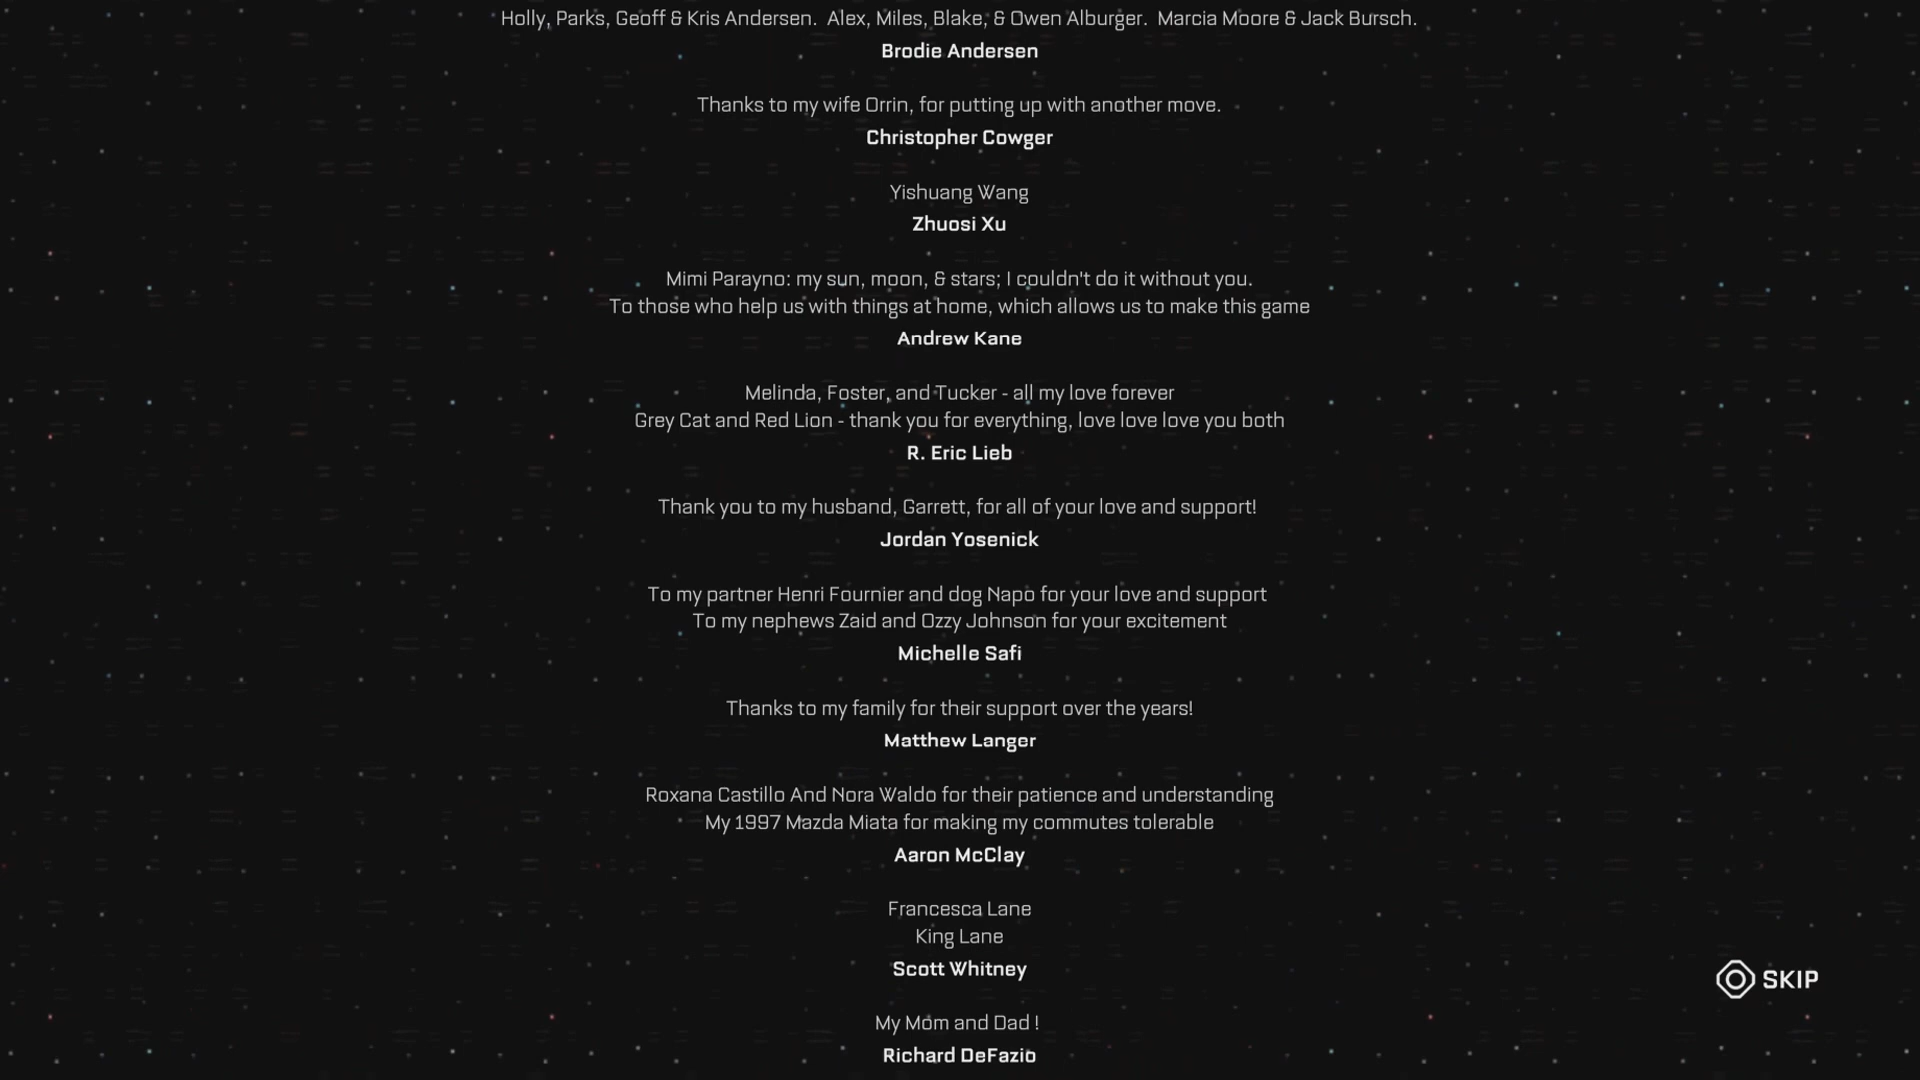 Holly, Parks, Geoff & Kris Andersen.  Alex, Miles, Blake, & Owen Alburger.  Marcia Moore & Jack Bursch.
Brodie Andersen
Thanks to my wife Orrin, for putting up with another move.
Christopher Cowger
Yishuang Wang
Zhuosi Xu
Mimi Parayno: my sun, moon, & stars; I couldn't do it without you.
To those who help us with things at home, which allows us to make this game
Andrew Kane
Melinda, Foster, and Tucker - all my love forever
Grey Cat and Red Lion - thank you for everything, love love love you both
R. Eric Lieb
Thank you to my husband, Garrett, for all of your love and support!
Jordan Yosenick
To my partner Henri Fournier and dog Napo for your love and support
To my nephews Zaid and Ozzy Johnson for your excitement
Michelle Safi
Thanks to my family for their support over the years!
Matthew Langer
Roxana Castillo And Nora Waldo for their patience and understanding
My 1997 Mazda Miata for making my commutes tolerable
Aaron McClay
Francesca Lane
King Lane
Scott Whitney
SKIP
My Mom and Dad !
Richard DeFazio